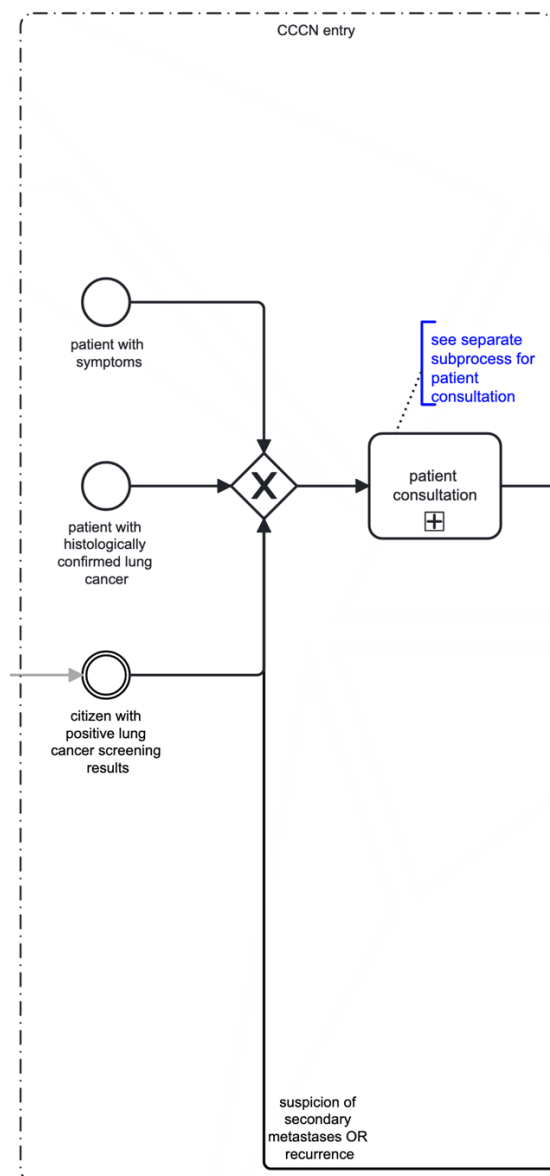 CCCN entry
patient with
symptoms
see separate
subprocess for
patient
consultation
patient
consultation
patient with
histologically
confirmed lung
cancer
citizen with
positive lung
cancer screening
results
suspicion of
secondary
metastases OR
recurrence